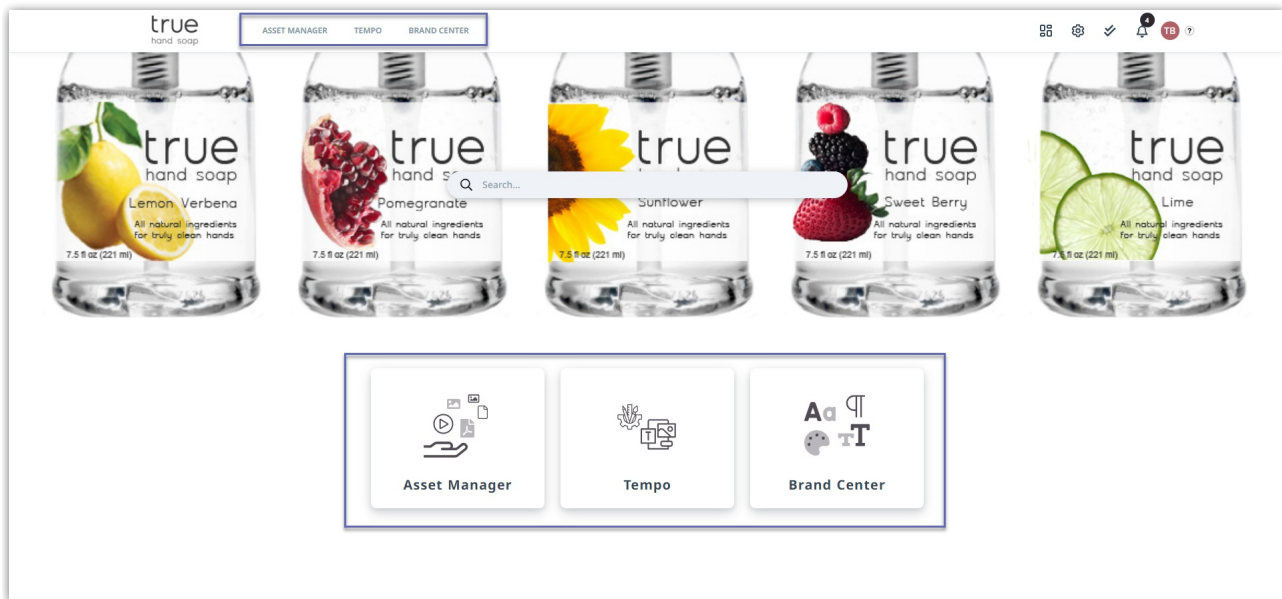 true
hand soap
ASSET MANAGER TEMPO BRAND CENTER
4
TB
?
true
hand soap
Lemon Verbena
All natural ingredients
for truly clean hands
7.5 fl oz (221 ml)
true
hand s
Pomegranate
All natural ingredients
for truly clean hands
7.5 fl oz (221 ml)
true
Sunflower
All natural ingredients
for truly clean hands
7.5 fl oz (221 ml)
true
hand soap
Sweet Berry
All natural ingredients
for truly clean hands
7.5 fl oz (221 ml)
true
hand soap
Lime
All natural ingredients
for truly clean hands
7.5 fl oz (221 ml)
Search...
Asset Manager
T
Tempo
Aa ¶
TT
Brand Center